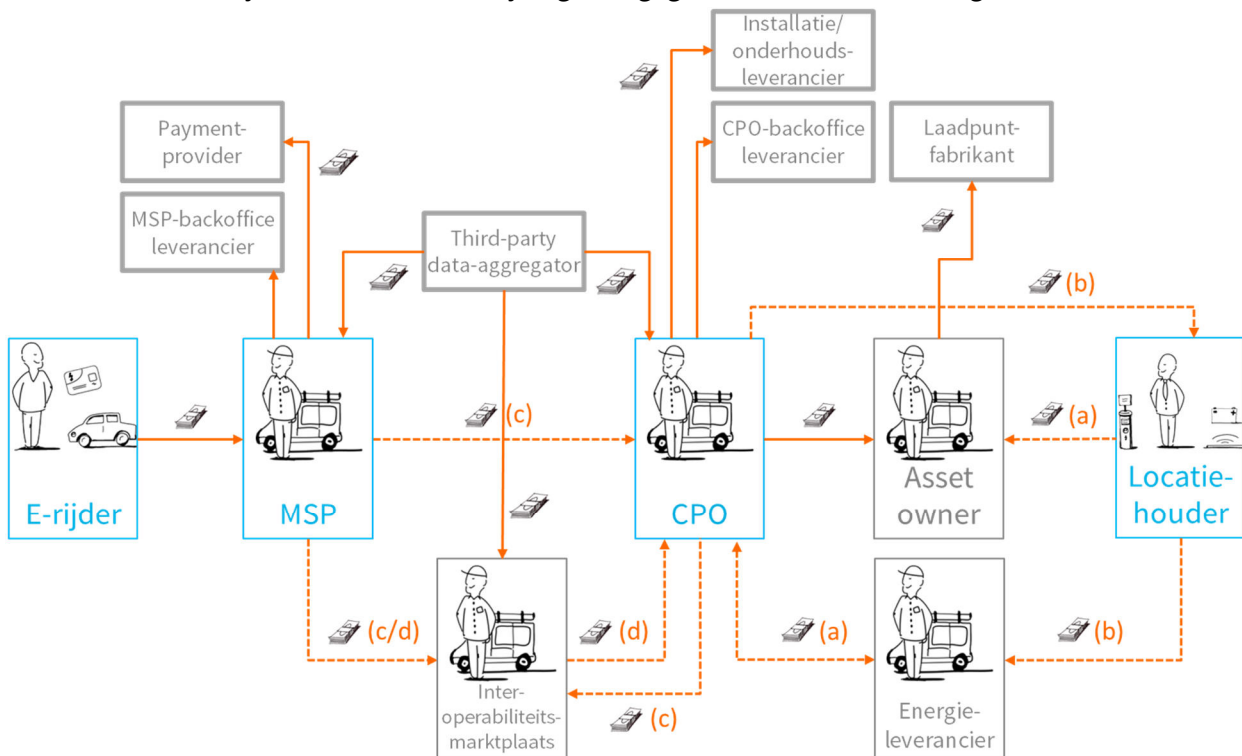 Installatie/
onderhouds-
leverancier
Payment-
provider
CPO-backoffice
leverancier
Laadpunt-
fabrikant
MSP-backoffice
leverancier
Third-party
data-aggregator
(b)
(c)
(a)
E-rijder
MSP
CPO
Asset
owner
Locatie-
houder
(c/d)
(d)
(a)
(b)
Inter-
operabiliteits-
marktplaats
(c)
Energie-
leverancier